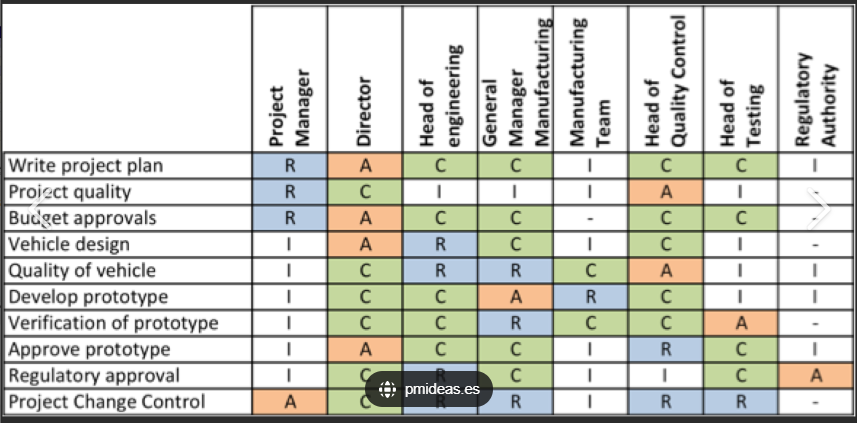 Project Manager Director Head of engineering General Manager Manufacturing Manufacturing Team Head of Quality Control Head of Testing Regulatory Authority
Write project plan R A C C I C C I
Project quality R C I I I A I -
Budget approvals R A C C - C C -
Vehicle design I A R C I C I -
Quality of vehicle I C R R C A I I
Develop prototype I C C A R C I I
Verification of prototype I C C R C C A -
Approve prototype I A C C I R C I
Regulatory approval I C R C I I C A
Project Change Control A C R R I R R -
pmideas.es